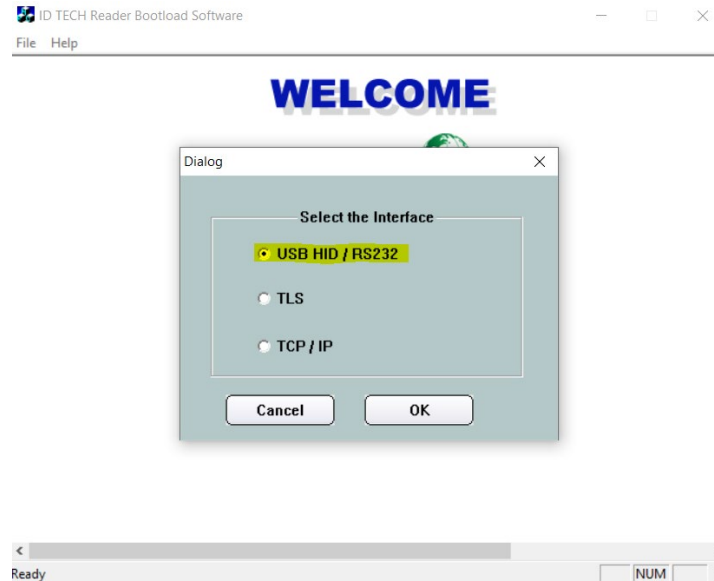 ID TECH Reader Bootload Software
File Help
WELCOME
Dialog
Select the Interface
USB HID / RS232
TLS
TCP / IP
Cancel OK
Ready NUM